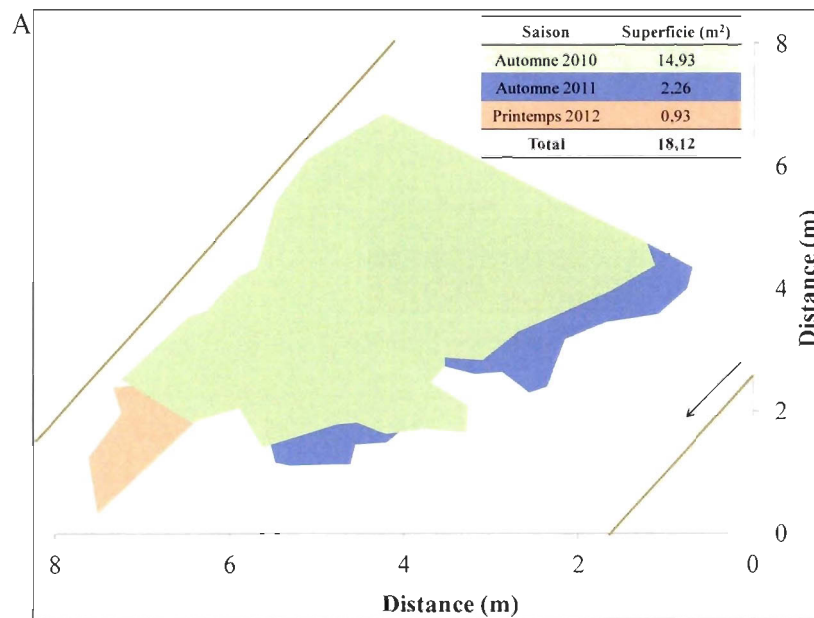 A
Saison Superficie (m²)
Automne 2010 14,93
Automne 2011 2,26
Printemps 2012 0,93
Total 18,12
8
6
4
2
0
Distance (m)
8 6 4 2 0
Distance (m)